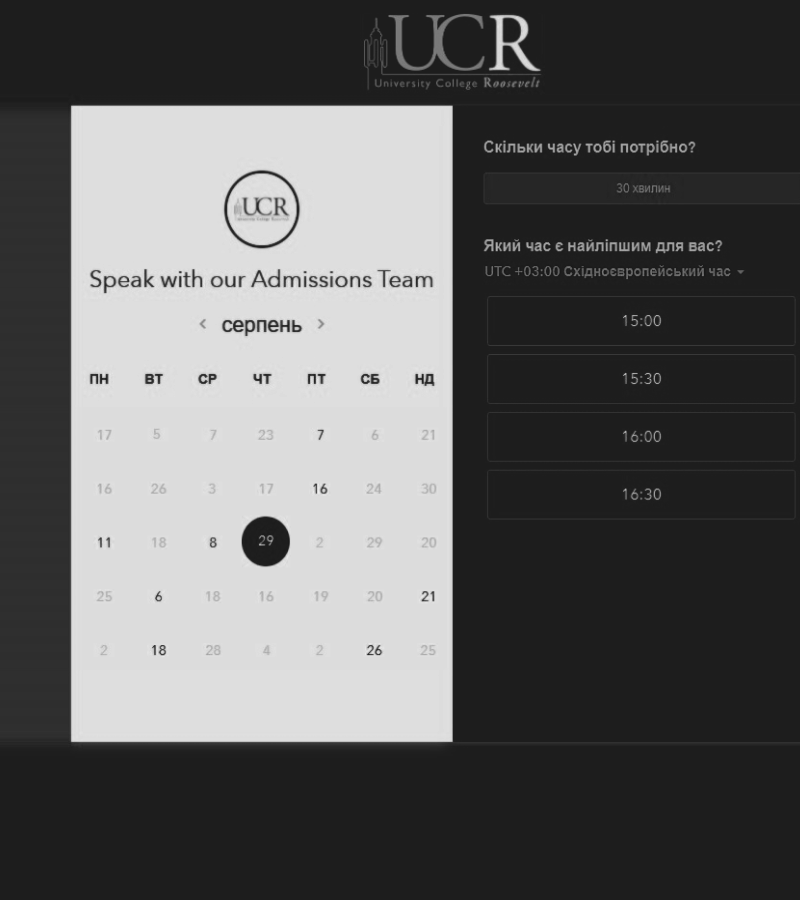 UCR
University College Roosevelt
UCR
Speak with our Admissions Team
серпень
ПН ВТ СР ЧТ ПТ СБ НД
17 5 7 23 7 6 21
16 26 3 17 16 24 30
11 18 8 29 2 29 20
25 6 18 16 19 20 21
2 18 28 4 2 26 25
Скільки часу тобі потрібно?
30 хвилин
Який час є найліпшим для вас?
UTC +03:00 Східноєвропейський час
15:00
15:30
16:00
16:30